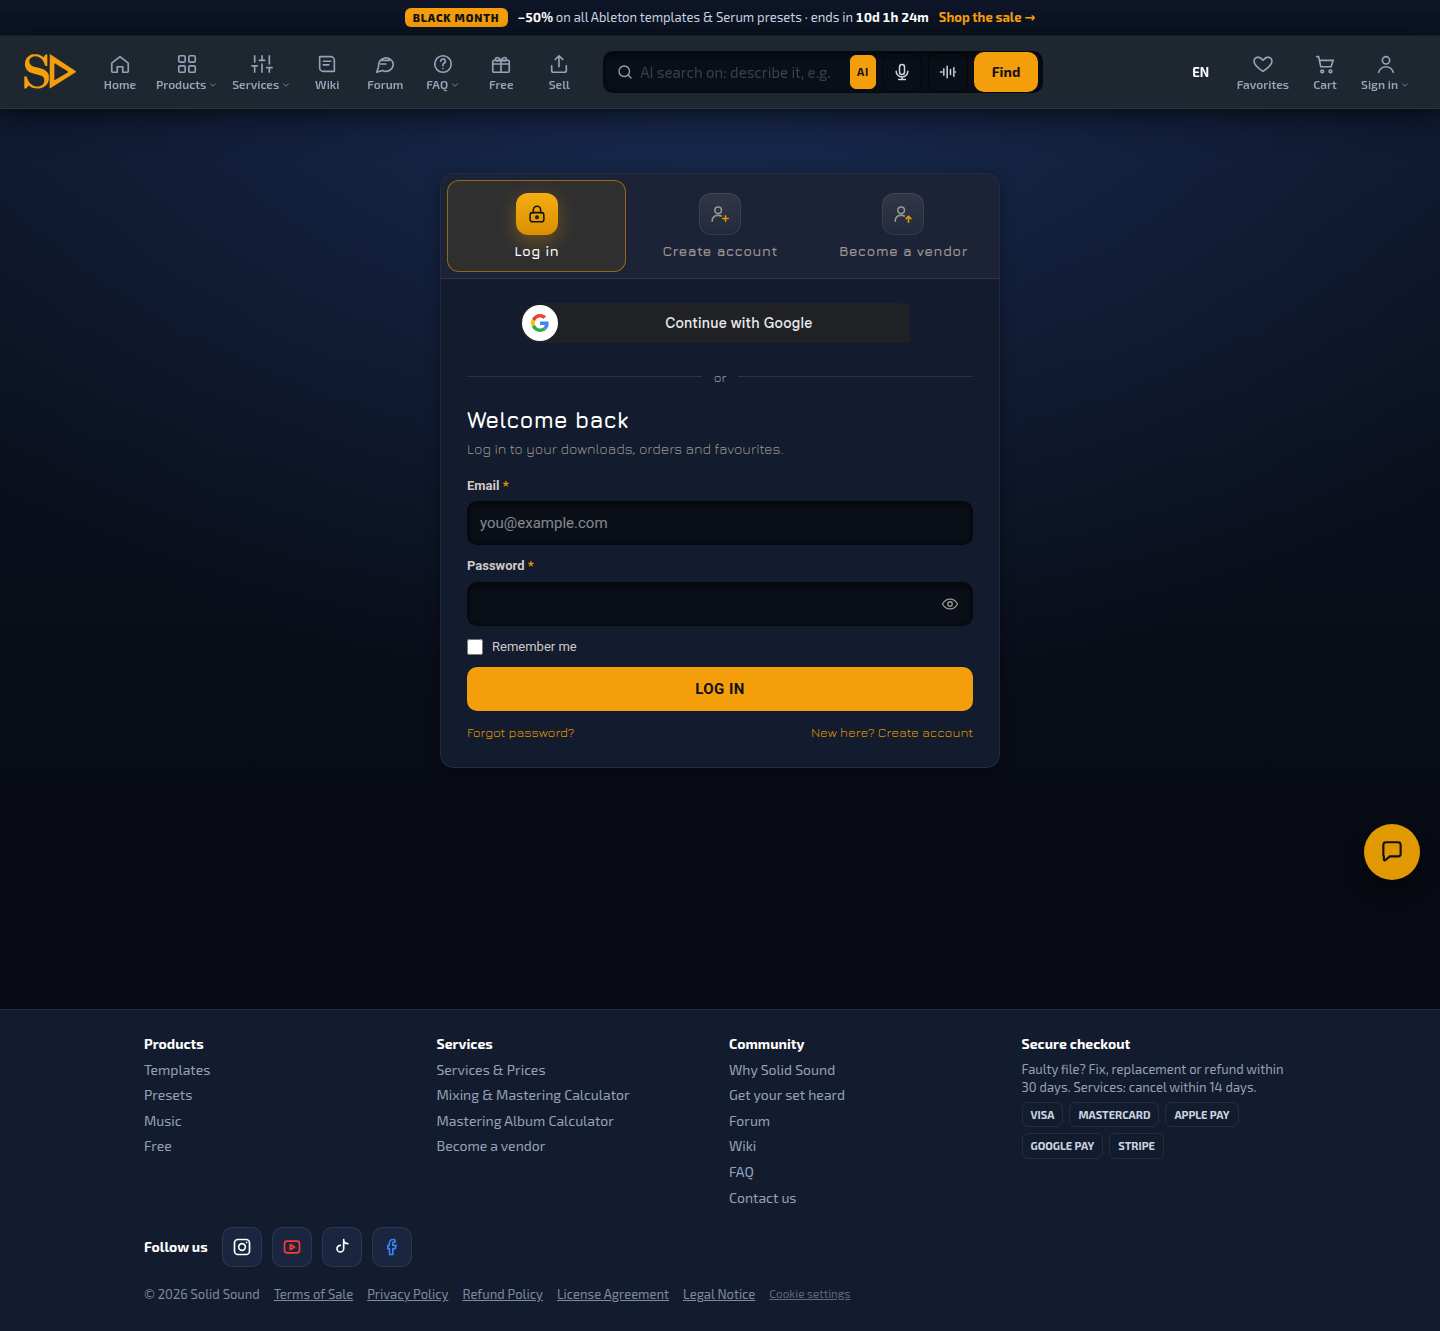 BLACK MONTH −50% on all Ableton templates & Serum presets · ends in 10d 1h 24m Shop the sale →
Home Products Services Wiki Forum FAQ Free Sell
AI search on: describe it, e.g. AI Find
EN Favorites Cart Sign in
Log in Create account Become a vendor
Continue with Google
or
Welcome back
Log in to your downloads, orders and favourites.
Email *
you@example.com
Password *
Remember me
LOG IN
Forgot password? New here? Create account
Products
Templates
Presets
Music
Free
Services
Services & Prices
Mixing & Mastering Calculator
Mastering Album Calculator
Become a vendor
Community
Why Solid Sound
Get your set heard
Forum
Wiki
FAQ
Contact us
Secure checkout
Faulty file? Fix, replacement or refund within
30 days. Services: cancel within 14 days.
VISA MASTERCARD APPLE PAY
GOOGLE PAY STRIPE
Follow us
© 2026 Solid Sound Terms of Sale Privacy Policy Refund Policy License Agreement Legal Notice Cookie settings